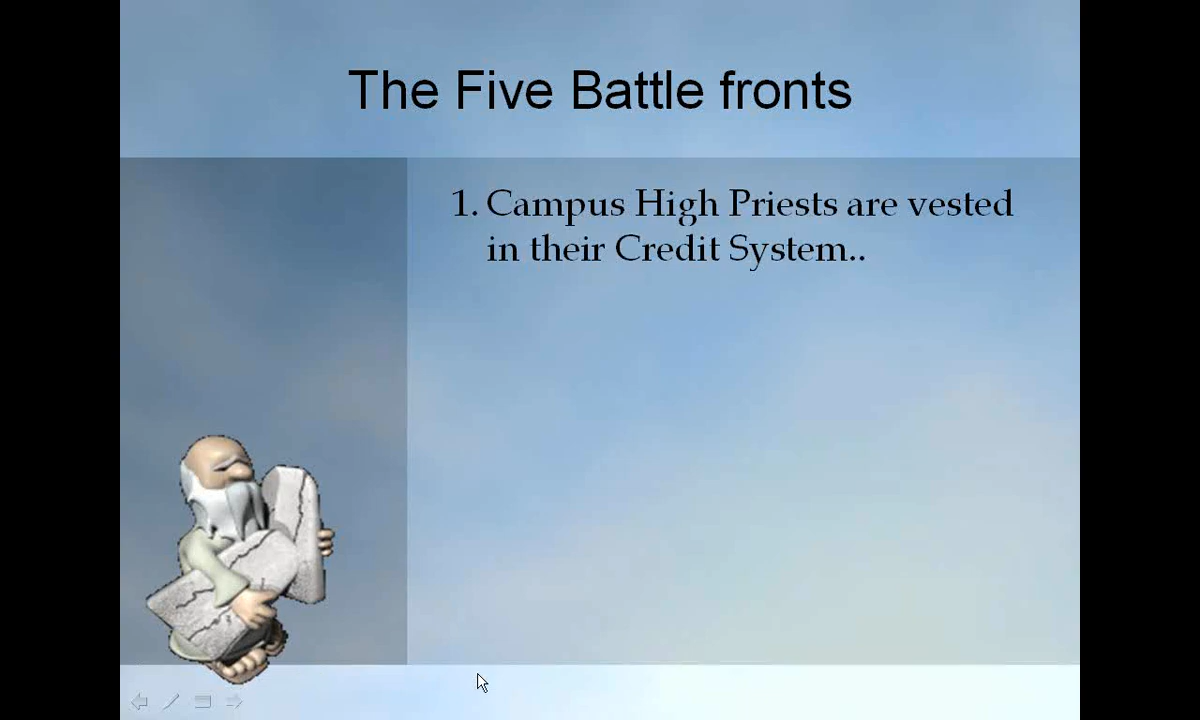 The Five Battle fronts
1. Campus High Priests are vested
in their Credit System..